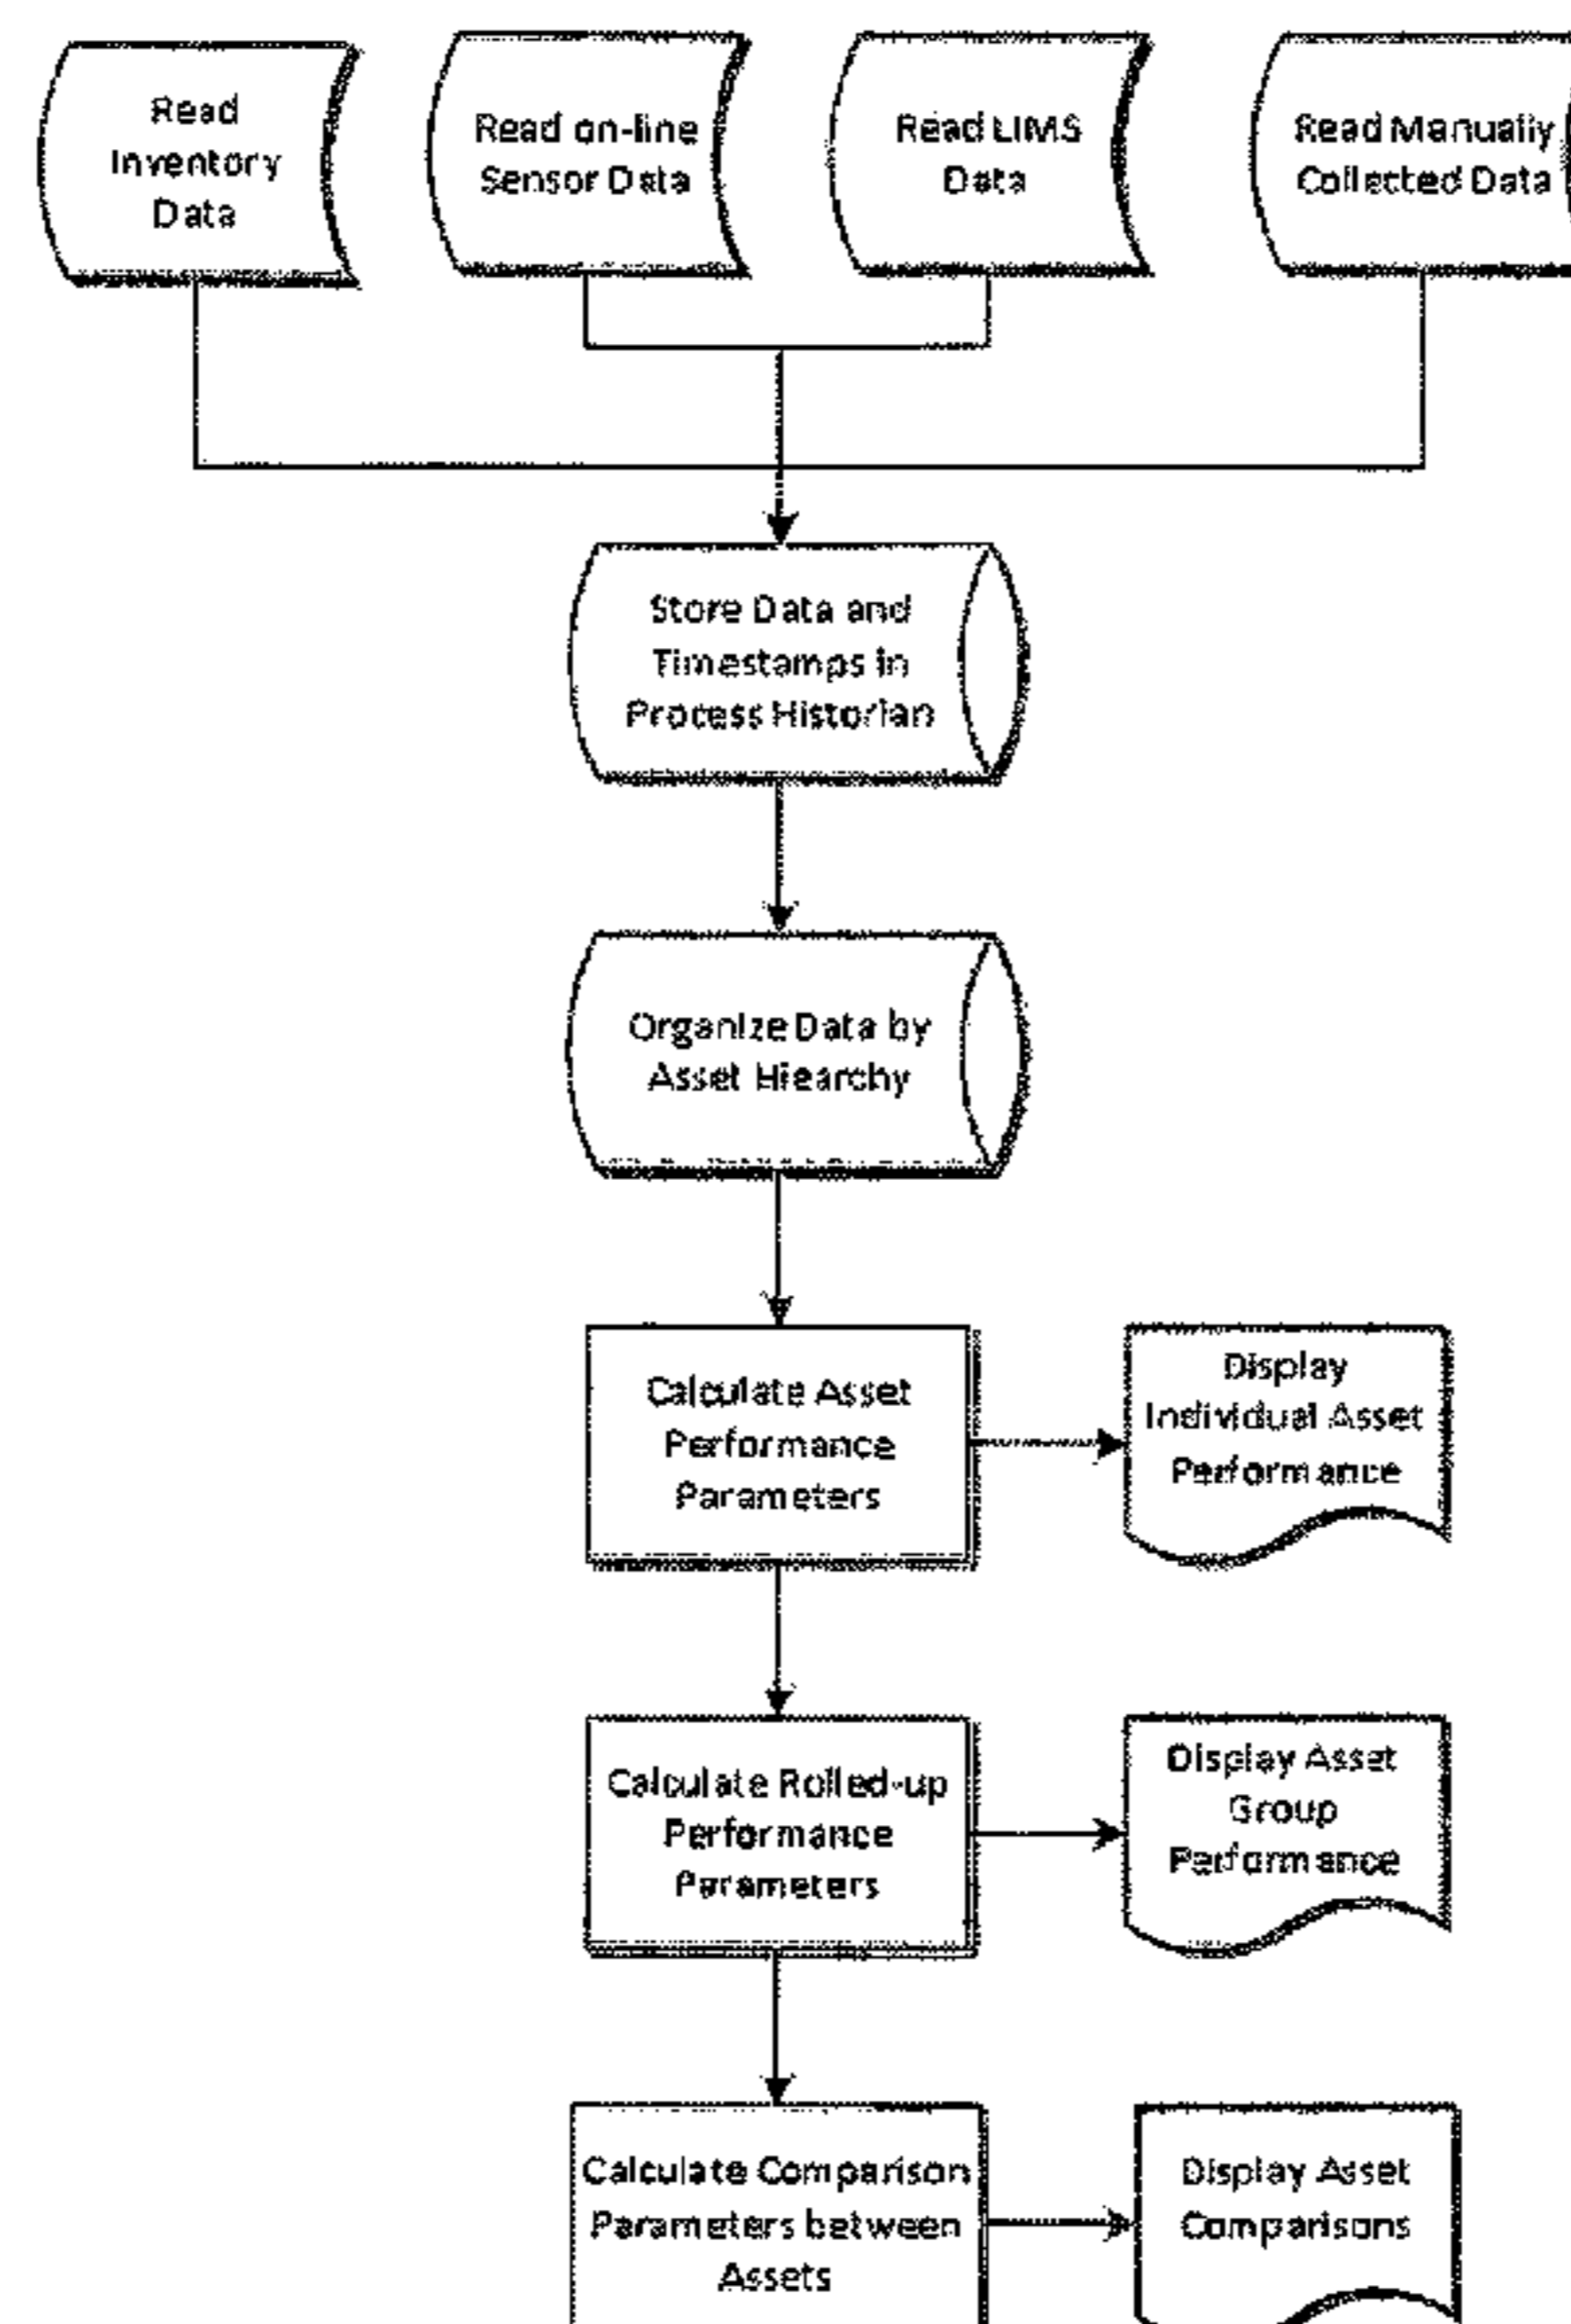 Read
Inventory
Data
Read on-line
Sensor Data
Read LIMS
Data
Read Manually
Collected Data
Store Data and
Timestamps in
Process Historian
Organize Data by
Asset Hiearchy
Calculate Asset
Performance
Parameters
Display
Individual Asset
Performance
Calculate Rolled-up
Performance
Parameters
Display Asset
Group
Performance
Calculate Comparison
Parameters between
Assets
Display Asset
Comparisons